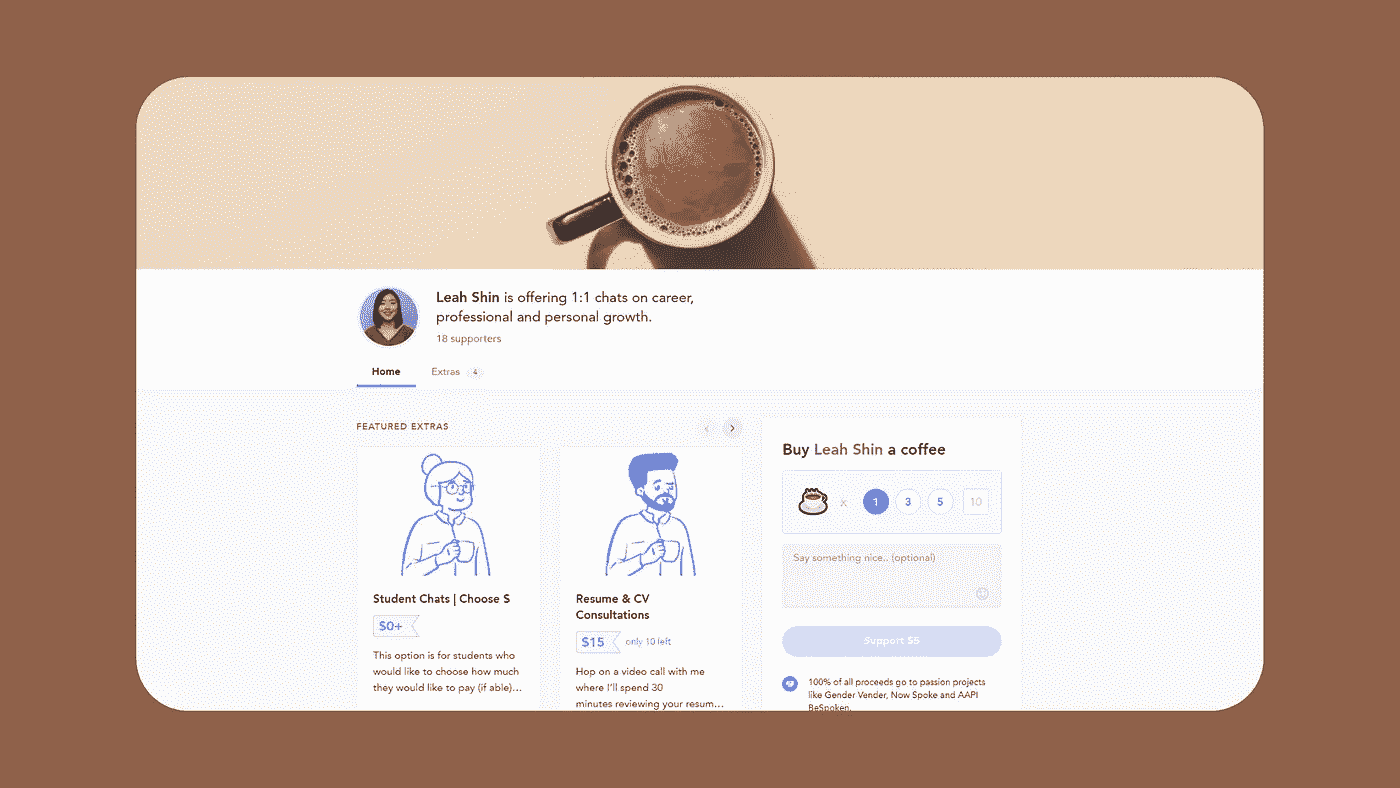 Leah Shin is offering 1:1 chats on career,
professional and personal growth.
18 supporters
Home
Extras 4
FEATURED EXTRAS
Student Chats | Choose $
$0+
This option is for students who
would like to choose how much
they would like to pay (if able)...
Resume & CV
Consultations
$15 only 10 left
Hop on a video call with me
where I'll spend 30
minutes reviewing your resum...
Buy Leah Shin a coffee
x 1 3 5 10
Say something nice.. (optional)
Support $5
100% of all proceeds go to passion projects
like Gender Vender, Now Spoke and AAPI
BeSpoken.